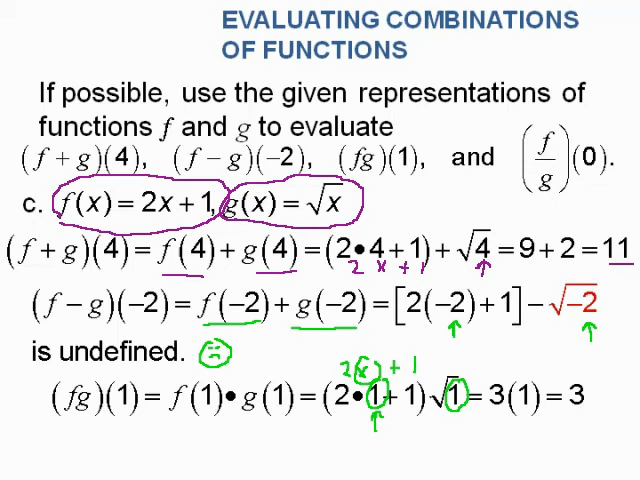 EVALUATING COMBINATIONS
OF FUNCTIONS
If possible, use the given representations of
functions f and g to evaluate
(f + g)(4), (f − g)(−2), (fg)(1), and (f/g)(0).
c. f(x) = 2x + 1, g(x) = √x
(f + g)(4) = f(4) + g(4) = (2•4 + 1) + √4 = 9 + 2 = 11
2 x + 1
(f − g)(−2) = f(−2) + g(−2) = [2(−2) + 1] − √−2
is undefined.
2(x) + 1
(fg)(1) = f(1)•g(1) = (2•1 + 1)√1 = 3(1) = 3